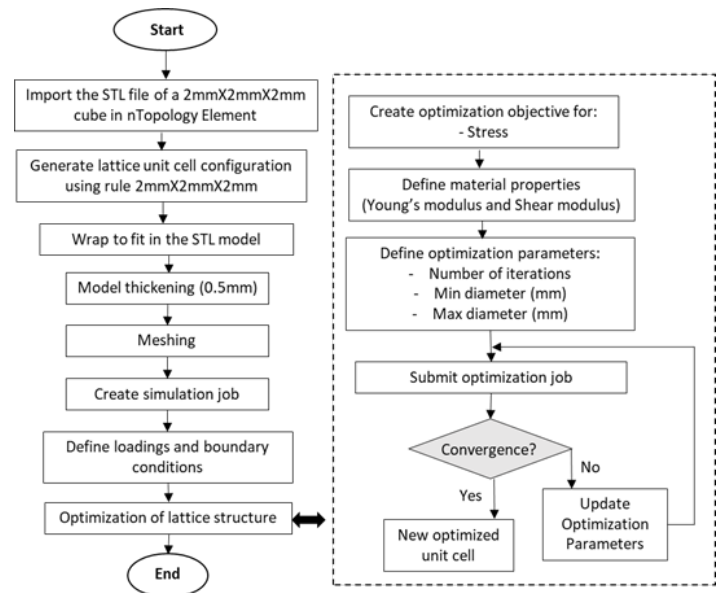 Start
Import the STL file of a 2mmX2mmX2mm
cube in nTopology Element
Generate lattice unit cell configuration
using rule 2mmX2mmX2mm
Wrap to fit in the STL model
Model thickening (0.5mm)
Meshing
Create simulation job
Define loadings and boundary
conditions
Optimization of lattice structure
End
Create optimization objective for:
- Stress
Define material properties
(Young's modulus and Shear modulus)
Define optimization parameters:
- Number of iterations
- Min diameter (mm)
- Max diameter (mm)
Submit optimization job
Convergence?
Yes
No
New optimized
unit cell
Update
Optimization
Parameters